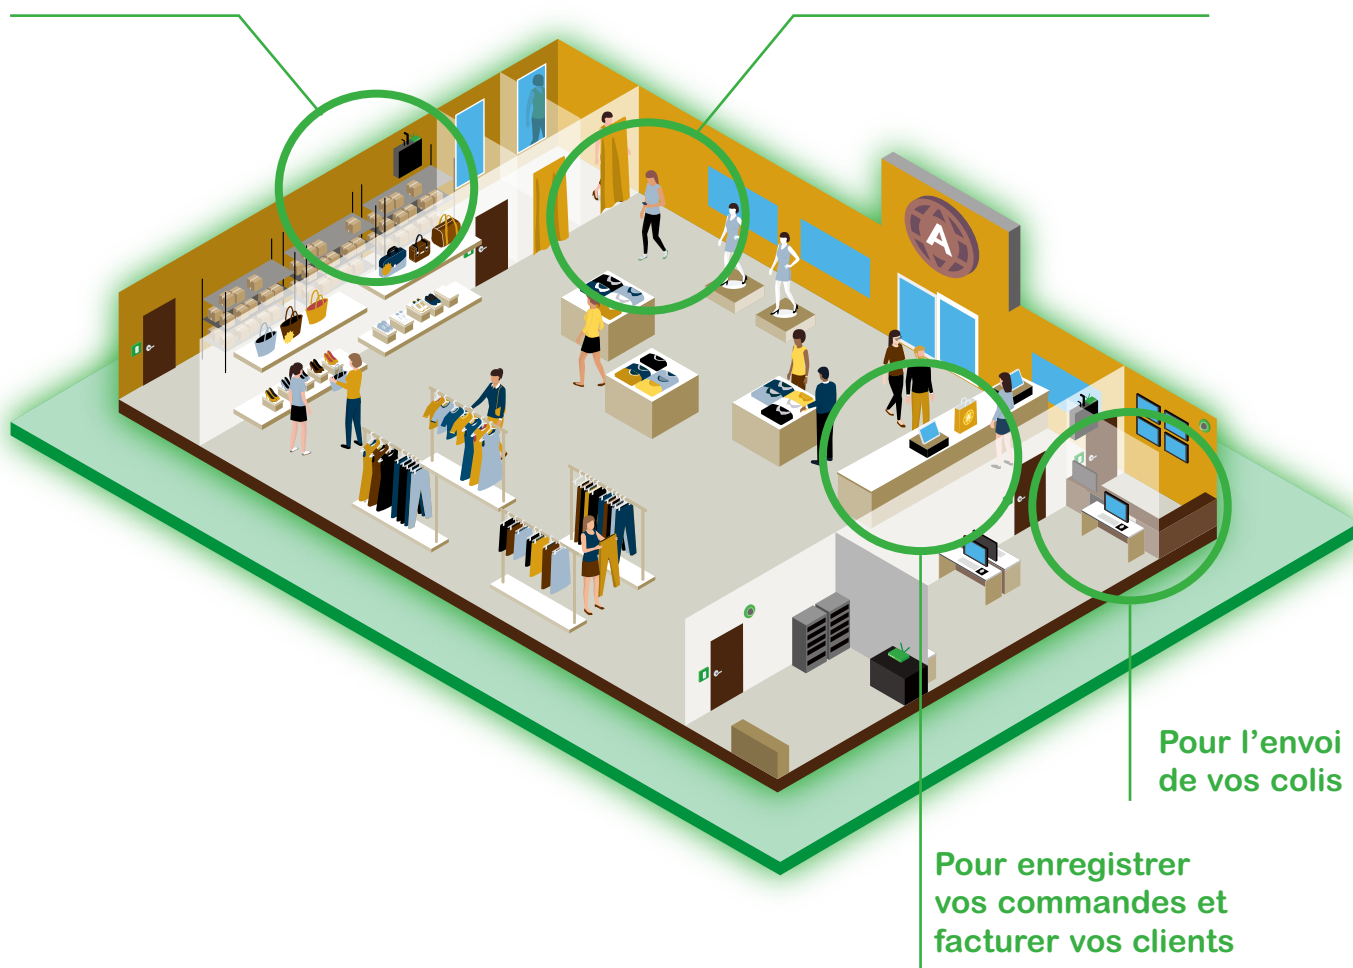 A
Pour l’envoi
de vos colis
Pour enregistrer
vos commandes et
facturer vos clients